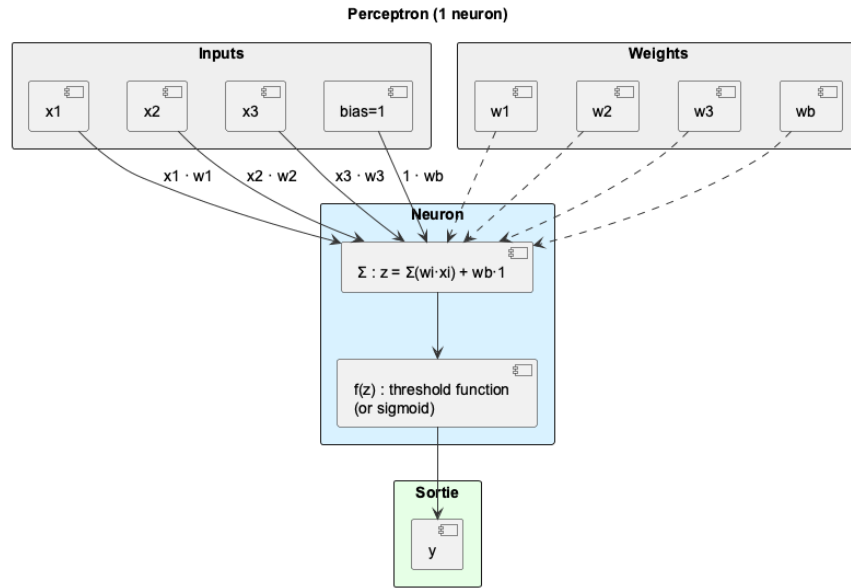 Perceptron (1 neuron)
Inputs
Weights
x1
x2
x3
bias=1
w1
w2
w3
wb
x1 · w1
x2 · w2
x3 · w3
1 · wb
Neuron
Σ : z = Σ(wi·xi) + wb·1
f(z) : threshold function
(or sigmoid)
Sortie
y